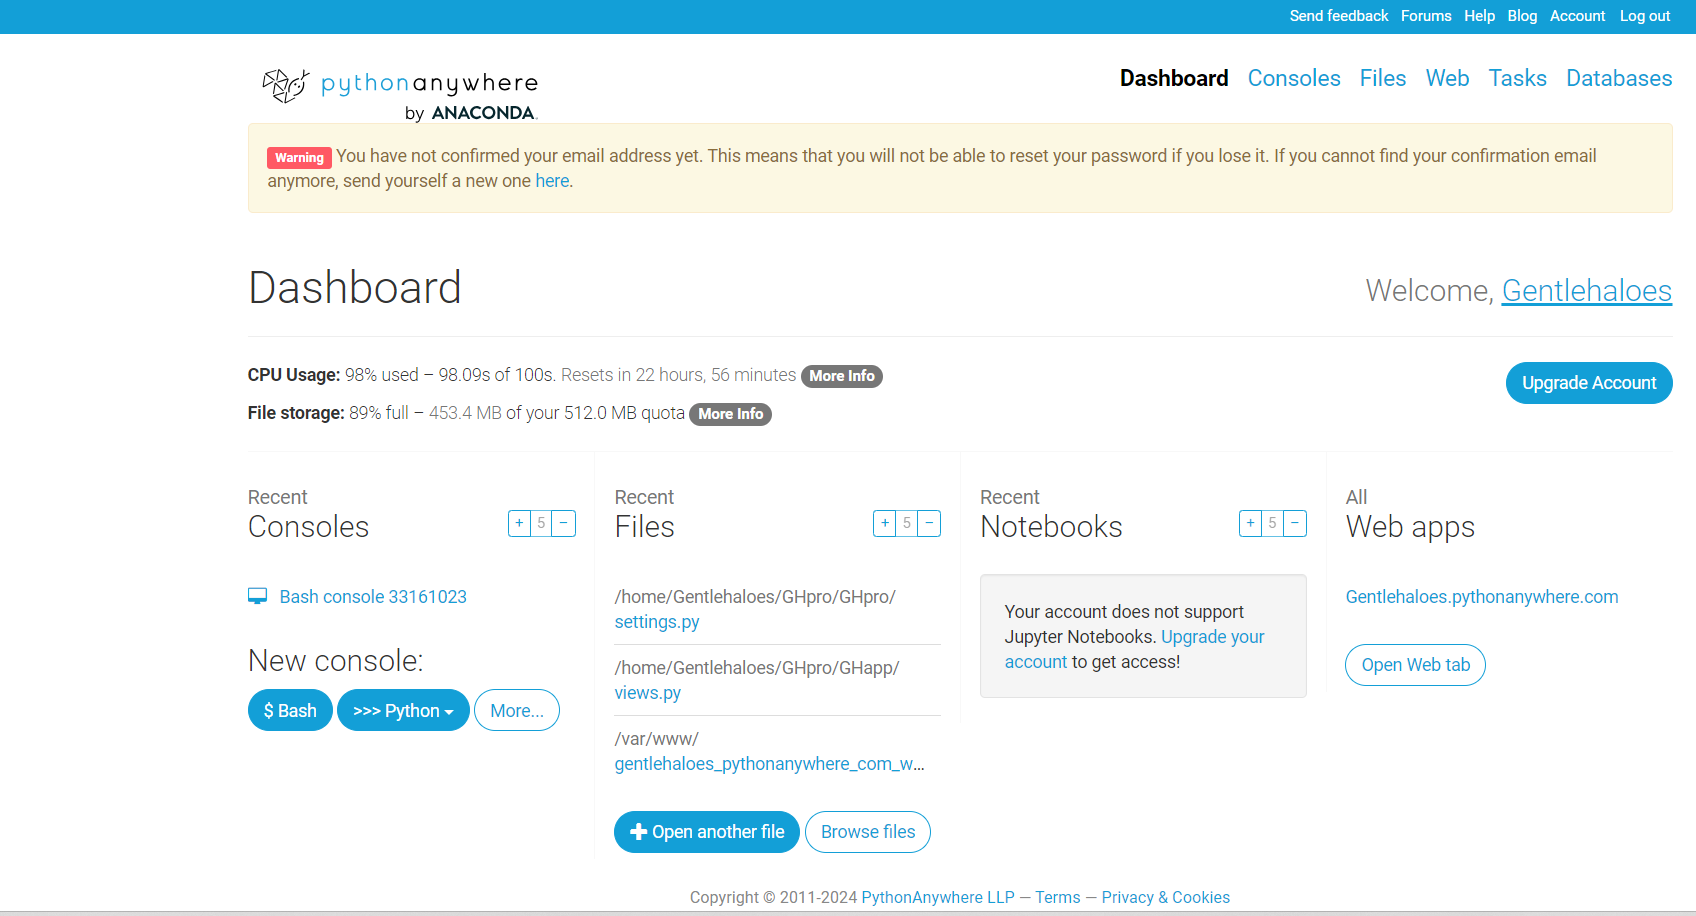 Send feedback Forums Help Blog Account Log out
pythonanywhere
by ANACONDA.
Dashboard Consoles Files Web Tasks Databases
Warning You have not confirmed your email address yet. This means that you will not be able to reset your password if you lose it. If you cannot find your confirmation email
anymore, send yourself a new one here.
Dashboard
Welcome, Gentlehaloes
CPU Usage: 98% used – 98.09s of 100s. Resets in 22 hours, 56 minutes More Info
File storage: 89% full – 453.4 MB of your 512.0 MB quota More Info
Upgrade Account
Recent
Consoles
+ 5 −
Bash console 33161023
New console:
$ Bash >>> Python More...
Recent
Files
+ 5 −
/home/Gentlehaloes/GHpro/GHpro/
settings.py
/home/Gentlehaloes/GHpro/GHapp/
views.py
/var/www/
gentlehaloes_pythonanywhere_com_w...
Open another file Browse files
Recent
Notebooks
+ 5 −
Your account does not support
Jupyter Notebooks. Upgrade your
account to get access!
All
Web apps
Gentlehaloes.pythonanywhere.com
Open Web tab
Copyright © 2011-2024 PythonAnywhere LLP — Terms — Privacy & Cookies